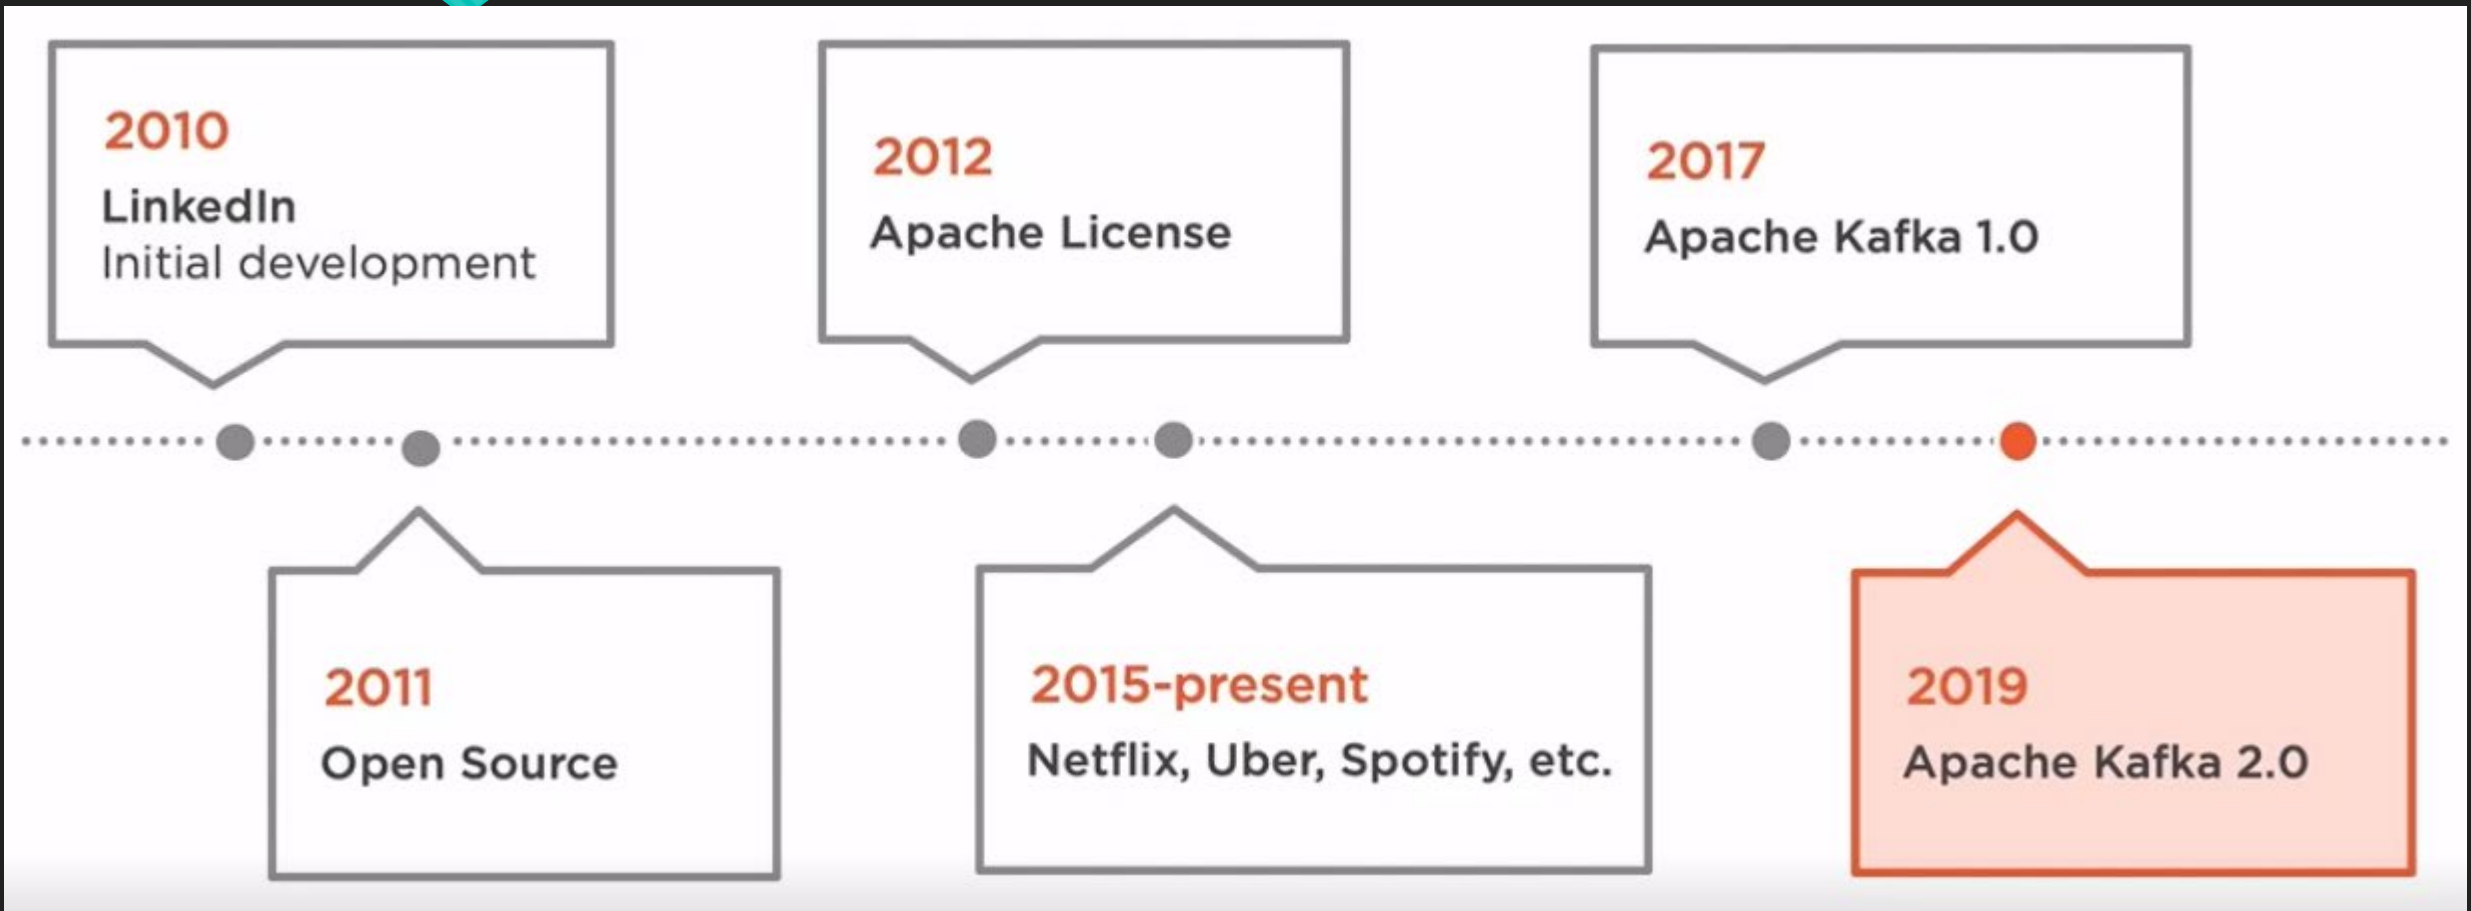 2010
LinkedIn
Initial development
2011
Open Source
2012
Apache License
2015-present
Netflix, Uber, Spotify, etc.
2017
Apache Kafka 1.0
2019
Apache Kafka 2.0